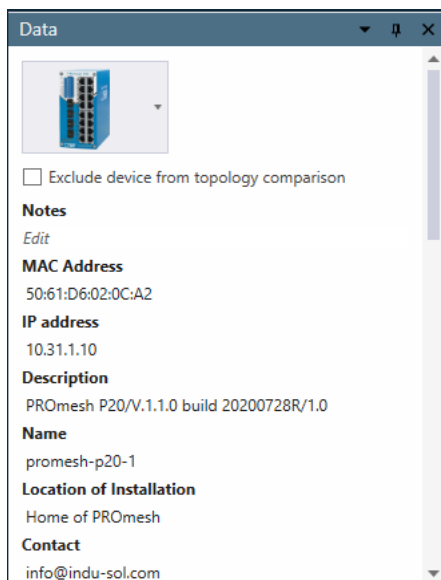 Data
Exclude device from topology comparison
Notes
Edit
MAC Address
50:61:D6:02:0C:A2
IP address
10.31.1.10
Description
PROmesh P20/V.1.1.0 build 20200728R/1.0
Name
promesh-p20-1
Location of Installation
Home of PROmesh
Contact
info@indu-sol.com